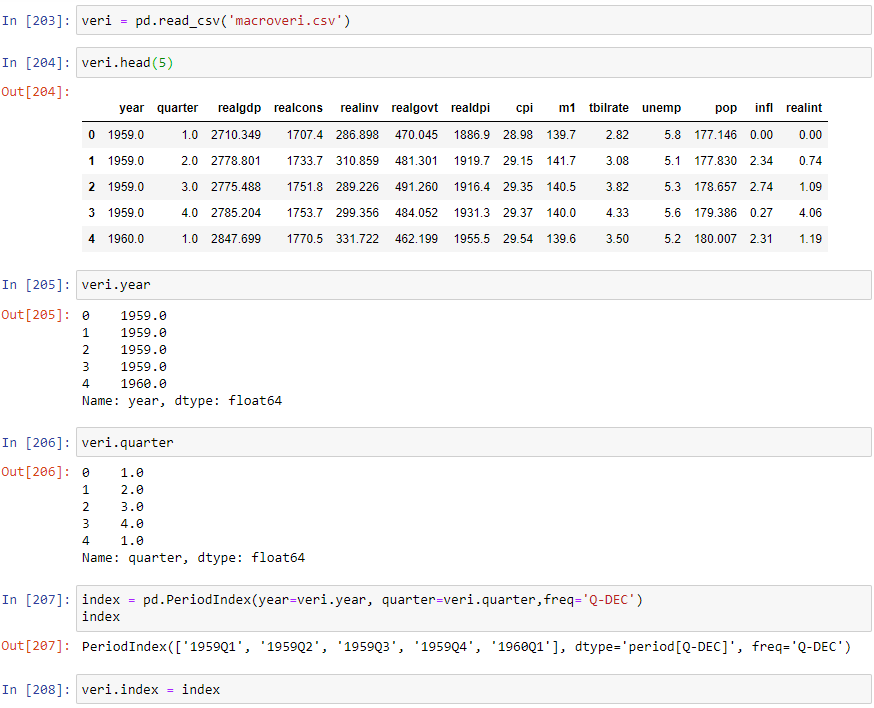 In [203]: veri = pd.read_csv('macroveri.csv')
In [204]: veri.head(5)
Out[204]:
year quarter realgdp realcons realinv realgovt realdpi cpi m1 tbilrate unemp pop infl realint
0 1959.0 1.0 2710.349 1707.4 286.898 470.045 1886.9 28.98 139.7 2.82 5.8 177.146 0.00 0.00
1 1959.0 2.0 2778.801 1733.7 310.859 481.301 1919.7 29.15 141.7 3.08 5.1 177.830 2.34 0.74
2 1959.0 3.0 2775.488 1751.8 289.226 491.260 1916.4 29.35 140.5 3.82 5.3 178.657 2.74 1.09
3 1959.0 4.0 2785.204 1753.7 299.356 484.052 1931.3 29.37 140.0 4.33 5.6 179.386 0.27 4.06
4 1960.0 1.0 2847.699 1770.5 331.722 462.199 1955.5 29.54 139.6 3.50 5.2 180.007 2.31 1.19
In [205]: veri.year
Out[205]: 0 1959.0
1 1959.0
2 1959.0
3 1959.0
4 1960.0
Name: year, dtype: float64
In [206]: veri.quarter
Out[206]: 0 1.0
1 2.0
2 3.0
3 4.0
4 1.0
Name: quarter, dtype: float64
In [207]: index = pd.PeriodIndex(year=veri.year, quarter=veri.quarter,freq='Q-DEC')
index
Out[207]: PeriodIndex(['1959Q1', '1959Q2', '1959Q3', '1959Q4', '1960Q1'], dtype='period[Q-DEC]', freq='Q-DEC')
In [208]: veri.index = index